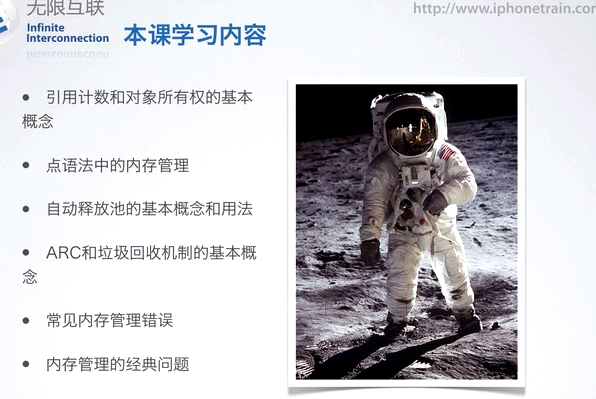 无限互联
http://www.iphonetrain.com
Infinite
Interconnection
本课学习内容
● 引用计数和对象所有权的基本
概念
● 点语法中的内存管理
● 自动释放池的基本概念和用法
● ARC和垃圾回收机制的基本概
念
● 常见内存管理错误
● 内存管理的经典问题